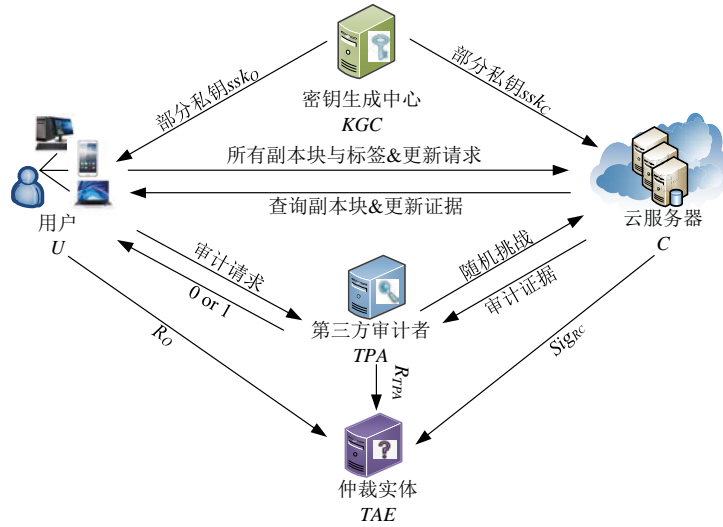 部分私钥ssk_O
部分私钥ssk_C
密钥生成中心
KGC
所有副本块与标签&更新请求
查询副本块&更新证据
用户
U
云服务器
C
审计请求
0 or 1
随机挑战
审计证据
第三方审计者
TPA
R_O
R_TPA
Sig_RC
仲裁实体
TAE